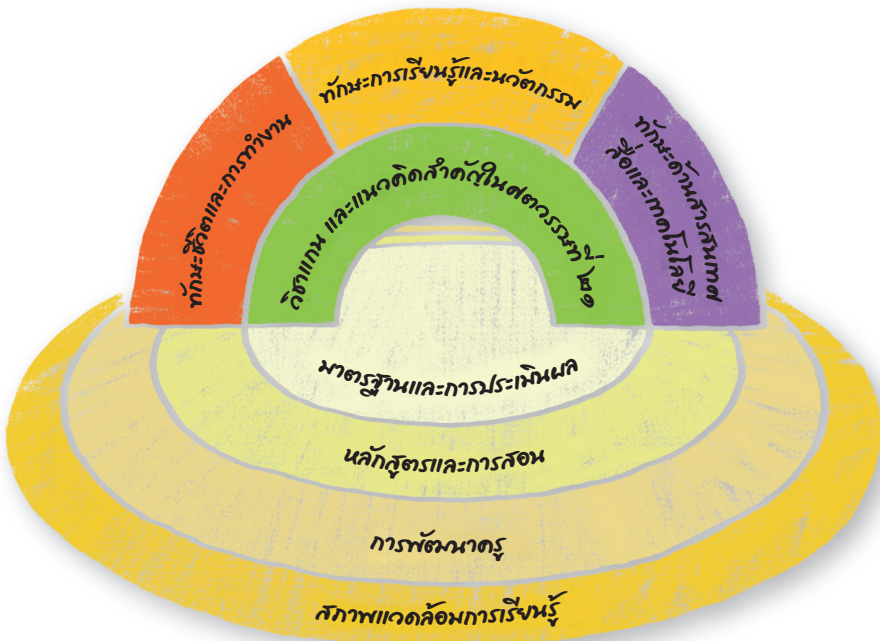 ทักษะการเรียนรู้และนวัตกรรม
ทักษะชีวิตและการทำงาน
ทักษะด้านสารสนเทศ
สื่อและเทคโนโลยี
วิชาแกน และแนวคิดสำคัญในศตวรรษที่ ๒๑
มาตรฐานและการประเมินผล
หลักสูตรและการสอน
การพัฒนาครู
สภาพแวดล้อมการเรียนรู้